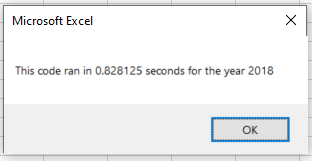 Microsoft Excel
This code ran in 0.828125 seconds for the year 2018
OK